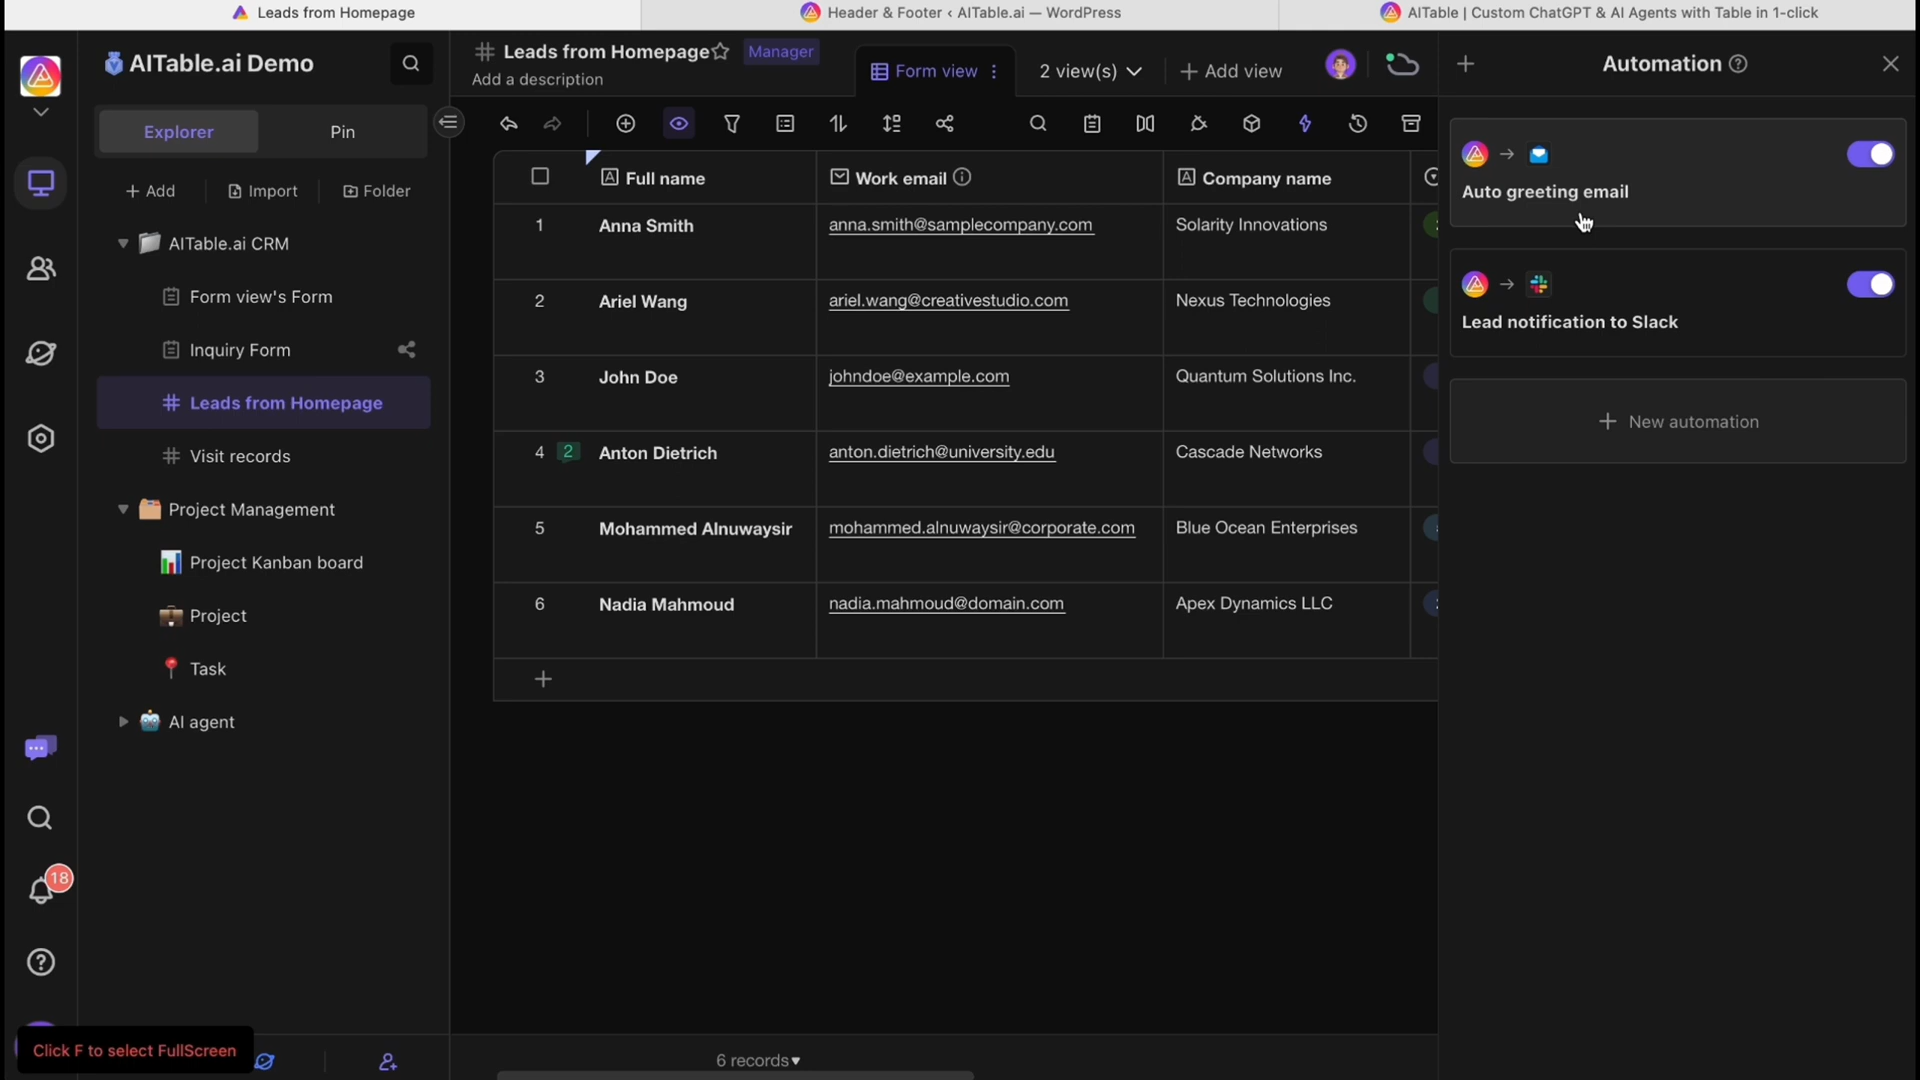 Leads from Homepage
Header & Footer ‹ AITable.ai — WordPress
AITable | Custom ChatGPT & AI Agents with Table in 1-click
AITable.ai Demo
Explorer
Pin
Add
Import
Folder
AITable.ai CRM
Form view's Form
Inquiry Form
Leads from Homepage
Visit records
Project Management
Project Kanban board
Project
Task
AI agent
18
Click F to select FullScreen
Leads from Homepage
Manager
Add a description
Form view
2 view(s)
Add view
Full name
Work email
Company name
1
Anna Smith
anna.smith@samplecompany.com
Solarity Innovations
2
Ariel Wang
ariel.wang@creativestudio.com
Nexus Technologies
3
John Doe
johndoe@example.com
Quantum Solutions Inc.
4
2
Anton Dietrich
anton.dietrich@university.edu
Cascade Networks
5
Mohammed Alnuwaysir
mohammed.alnuwaysir@corporate.com
Blue Ocean Enterprises
6
Nadia Mahmoud
nadia.mahmoud@domain.com
Apex Dynamics LLC
6 records
Automation
Auto greeting email
Lead notification to Slack
New automation